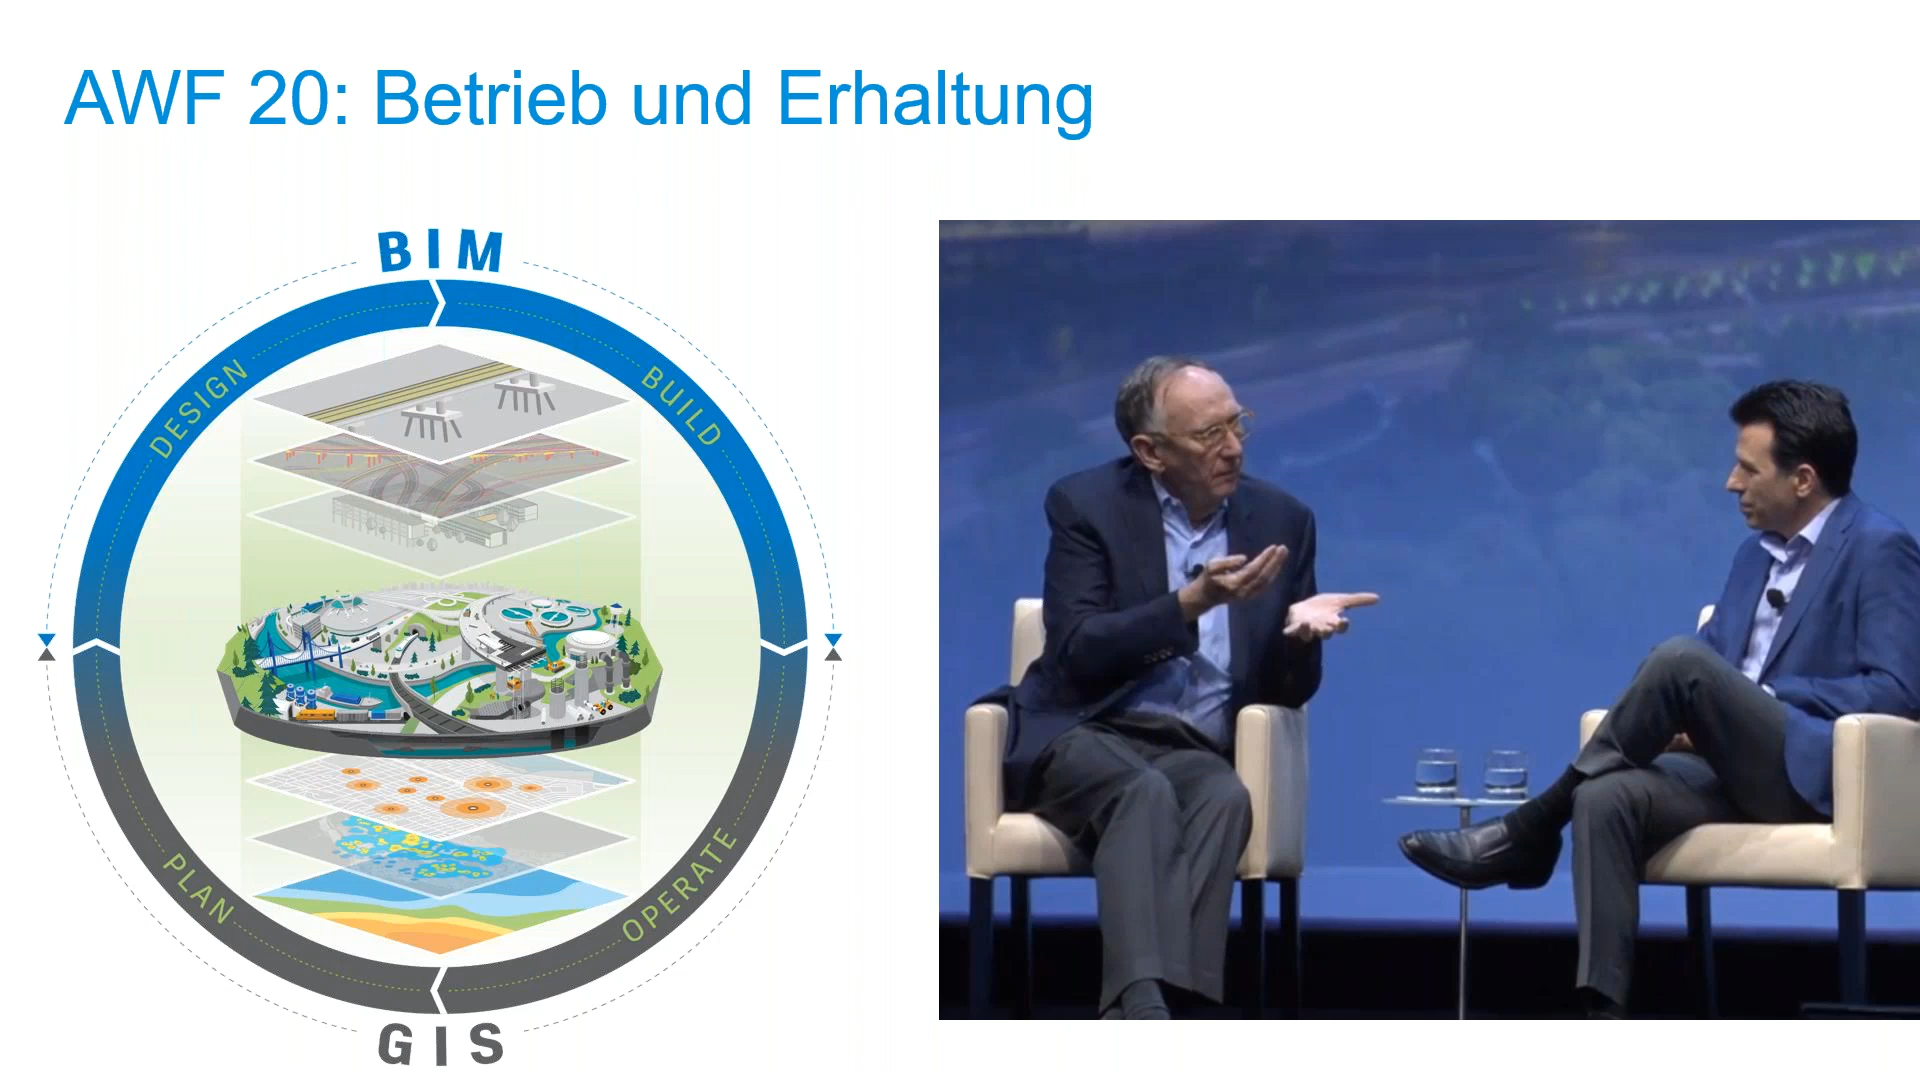 AWF 20: Betrieb und Erhaltung
BIM
DESIGN
BUILD
PLAN
OPERATE
GIS